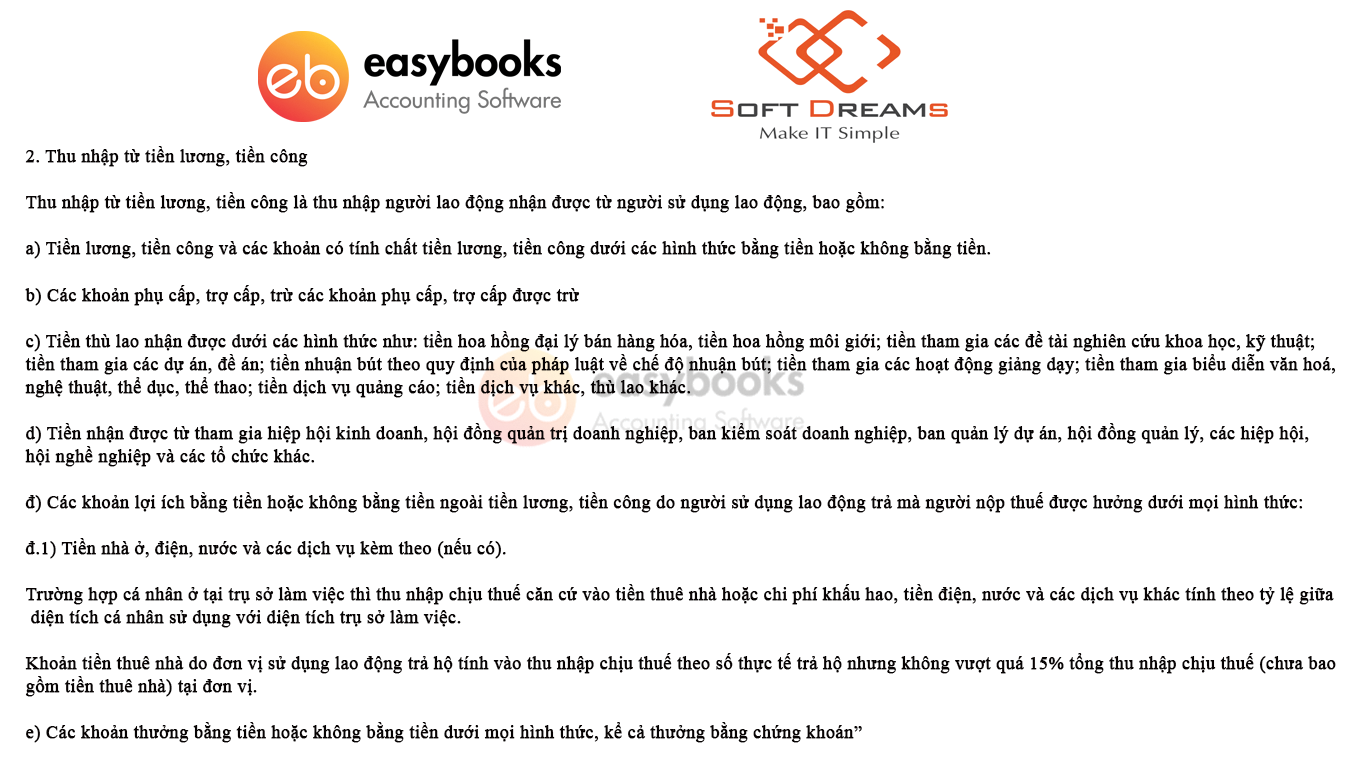 eb easybooks
Accounting Software
SOFT DREAMS
Make IT Simple
2. Thu nhập từ tiền lương, tiền công
Thu nhập từ tiền lương, tiền công là thu nhập người lao động nhận được từ người sử dụng lao động, bao gồm:
a) Tiền lương, tiền công và các khoản có tính chất tiền lương, tiền công dưới các hình thức bằng tiền hoặc không bằng tiền.
b) Các khoản phụ cấp, trợ cấp, trừ các khoản phụ cấp, trợ cấp được trừ
c) Tiền thù lao nhận được dưới các hình thức như: tiền hoa hồng đại lý bán hàng hóa, tiền hoa hồng môi giới; tiền tham gia các đề tài nghiên cứu khoa học, kỹ thuật;
tiền tham gia các dự án, đề án; tiền nhuận bút theo quy định của pháp luật về chế độ nhuận bút; tiền tham gia các hoạt động giảng dạy; tiền tham gia biểu diễn văn hoá,
nghệ thuật, thể dục, thể thao; tiền dịch vụ quảng cáo; tiền dịch vụ khác, thù lao khác.
eb easybooks
Accounting Software
d) Tiền nhận được từ tham gia hiệp hội kinh doanh, hội đồng quản trị doanh nghiệp, ban kiểm soát doanh nghiệp, ban quản lý dự án, hội đồng quản lý, các hiệp hội,
hội nghề nghiệp và các tổ chức khác.
đ) Các khoản lợi ích bằng tiền hoặc không bằng tiền ngoài tiền lương, tiền công do người sử dụng lao động trả mà người nộp thuế được hưởng dưới mọi hình thức:
đ.1) Tiền nhà ở, điện, nước và các dịch vụ kèm theo (nếu có).
Trường hợp cá nhân ở tại trụ sở làm việc thì thu nhập chịu thuế căn cứ vào tiền thuê nhà hoặc chi phí khấu hao, tiền điện, nước và các dịch vụ khác tính theo tỷ lệ giữa
diện tích cá nhân sử dụng với diện tích trụ sở làm việc.
Khoản tiền thuê nhà do đơn vị sử dụng lao động trả hộ tính vào thu nhập chịu thuế theo số thực tế trả hộ nhưng không vượt quá 15% tổng thu nhập chịu thuế (chưa bao
gồm tiền thuê nhà) tại đơn vị.
e) Các khoản thưởng bằng tiền hoặc không bằng tiền dưới mọi hình thức, kể cả thưởng bằng chứng khoán”